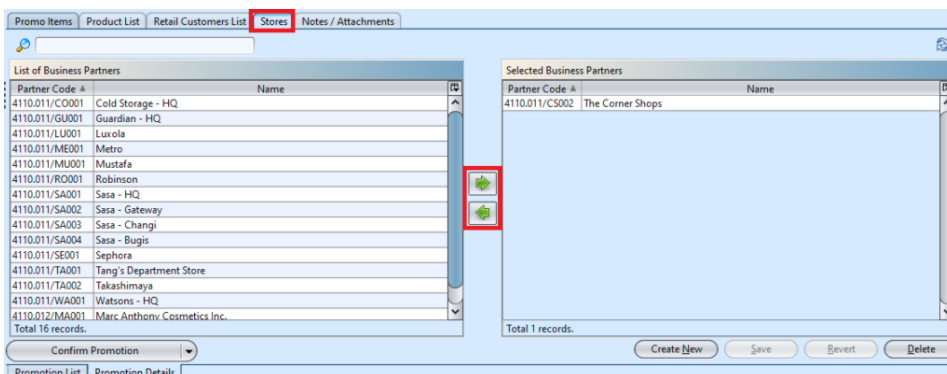 Promo Items Product List Retail Customers List Stores Notes / Attachments
List of Business Partners
Partner Code Name
4110.011/CO001 Cold Storage - HQ
4110.011/GU001 Guardian - HQ
4110.011/LU001 Luxola
4110.011/ME001 Metro
4110.011/MU001 Mustafa
4110.011/RO001 Robinson
4110.011/SA001 Sasa - HQ
4110.011/SA002 Sasa - Gateway
4110.011/SA003 Sasa - Changi
4110.011/SA004 Sasa - Bugis
4110.011/SE001 Sephora
4110.011/TA001 Tang's Department Store
4110.011/TA002 Takashimaya
4110.011/WA001 Watsons - HQ
4110.012/MA001 Marc Anthony Cosmetics Inc.
Total 16 records.
Selected Business Partners
Partner Code Name
4110.011/CS002 The Corner Shops
Total 1 records.
Confirm Promotion Create New Save Revert Delete
Promotion List Promotion Details